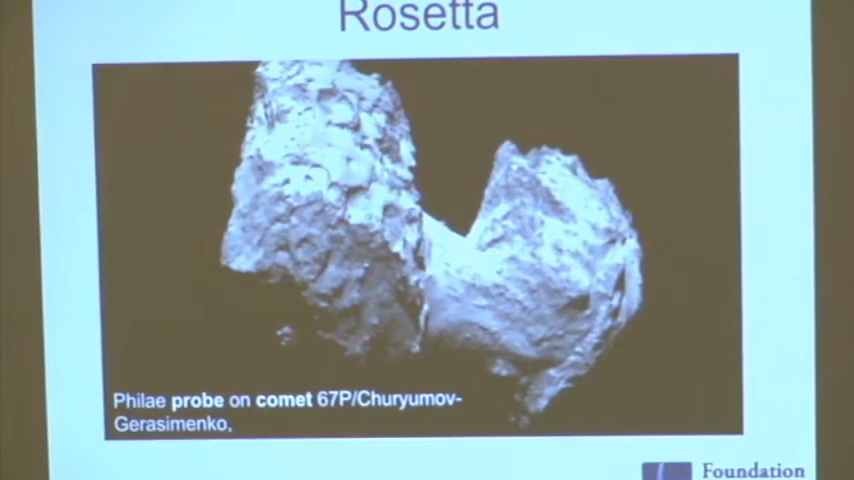 Rosetta
Philae probe on comet 67P/Churyumov-
Gerasimenko,
Foundation